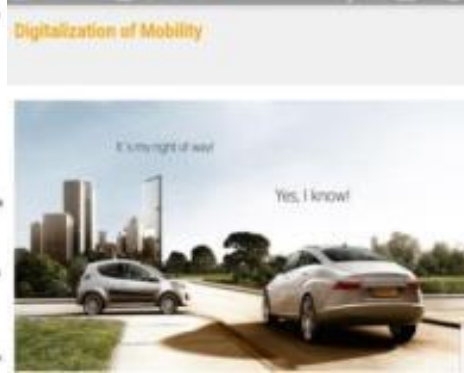 Digitalization of Mobility
It´s my right of way!
Yes, I know!